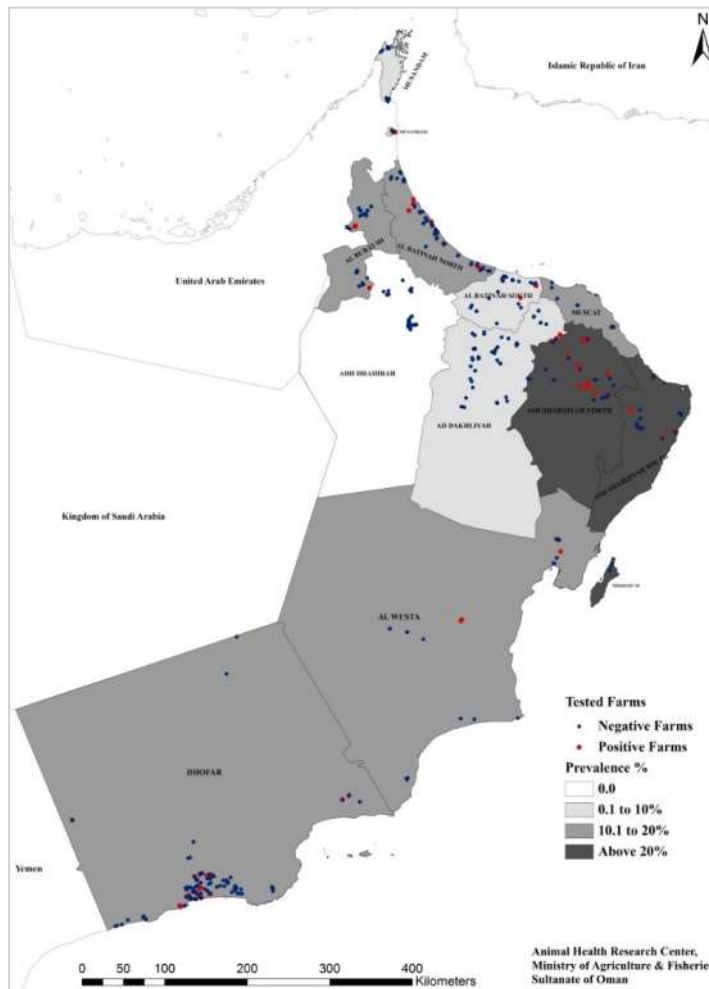 N
Islamic Republic of Iran
MUSANDAM
United Arab Emirates
AL BURAYMI
AL BATINAH NORTH
AL BATINAH SOUTH
MUSCAT
ADH DHAHIRAH
AD DAKHLIYAH
ASH SHARQIYAH NORTH
ASH SHARQIYAH SOUTH
Kingdom of Saudi Arabia
AL WUSTA
Tested Farms
Negative Farms
Positive Farms
Prevalence %
0.0
0.1 to 10%
10.1 to 20%
Above 20%
DHOFAR
Yemen
0 50 100 200 300 400
Kilometers
Animal Health Research Center,
Ministry of Agriculture & Fisherie
Sultanate of Oman